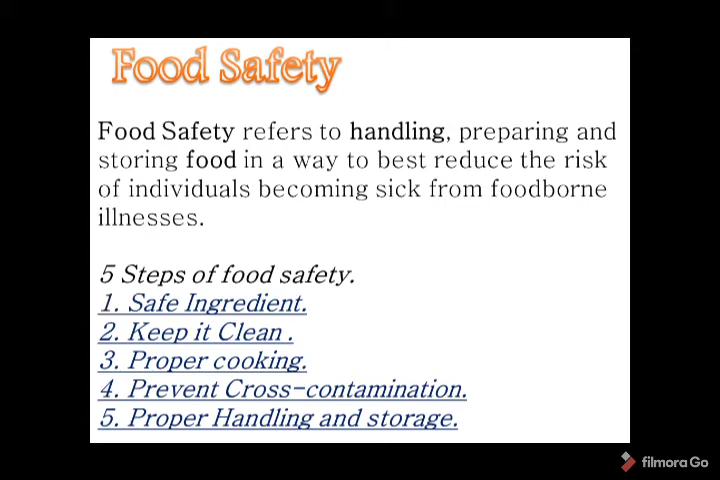 Food Safety
Food Safety refers to handling, preparing and
storing food in a way to best reduce the risk
of individuals becoming sick from foodborne
illnesses.
5 Steps of food safety.
1. Safe Ingredient.
2. Keep it Clean .
3. Proper cooking.
4. Prevent Cross-contamination.
5. Proper Handling and storage.
filmora Go